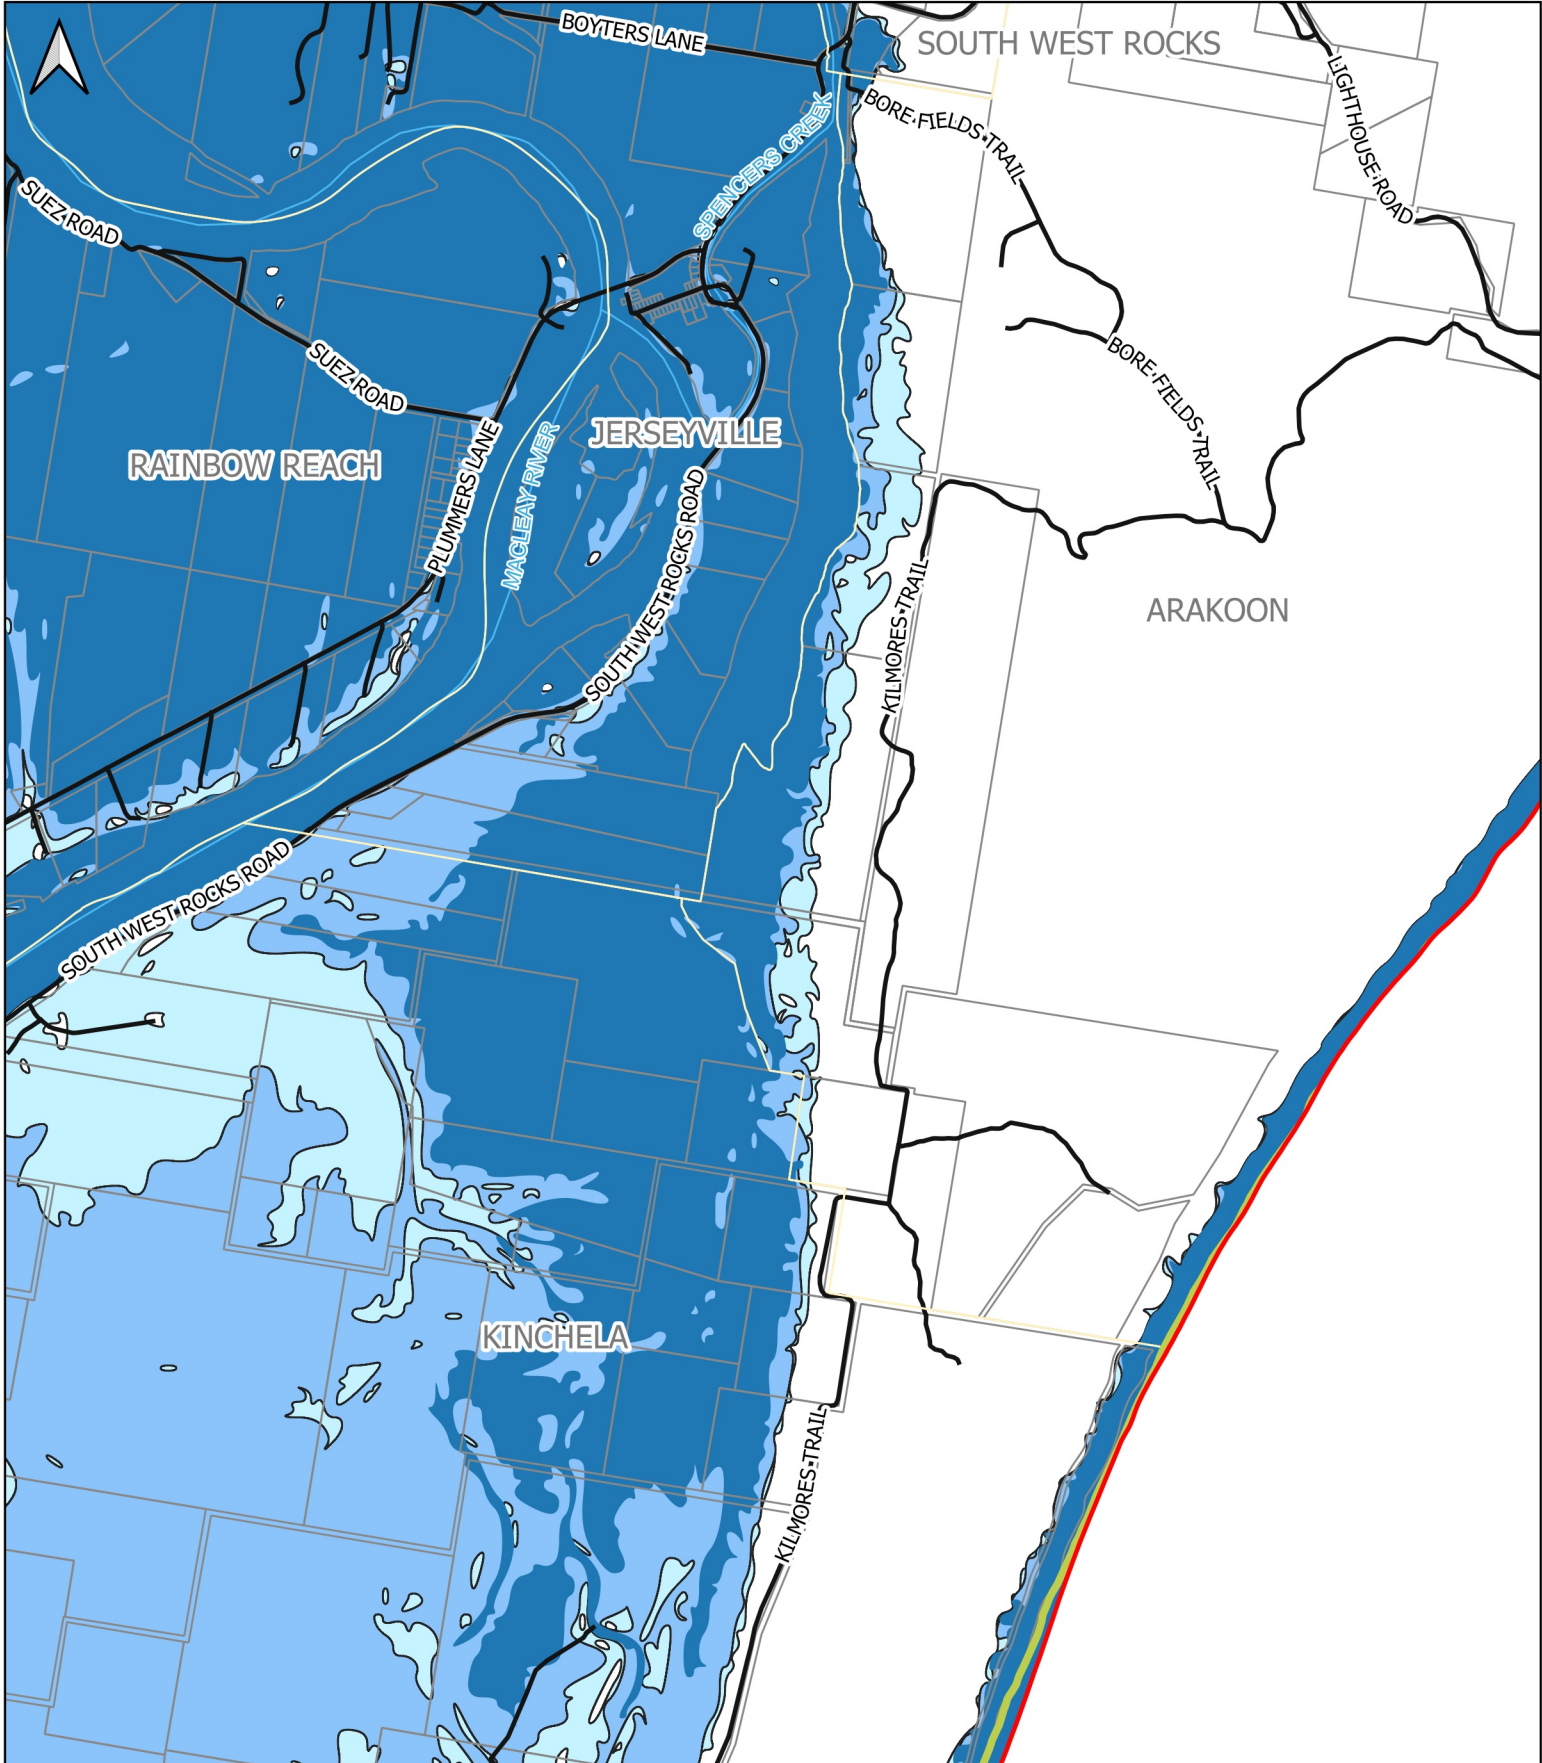 BOYTERS LANE
SOUTH WEST ROCKS
LIGHTHOUSE ROAD
BORE FIELDS TRAIL
SPENCERS CREEK
SUEZ ROAD
SUEZ ROAD
BORE FIELDS TRAIL
JERSEYVILLE
RAINBOW REACH
PLUMMERS LANE
MACLEAY RIVER
SOUTH WEST ROCKS ROAD
KILMORES TRAIL
ARAKOON
SOUTH WEST ROCKS ROAD
KINCHELA
KILMORES TRAIL